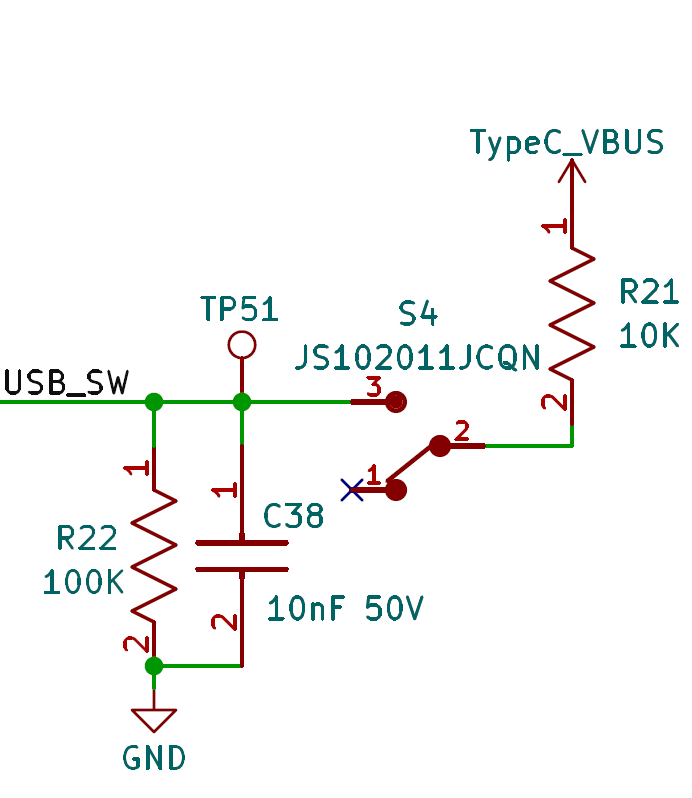 TypeC_VBUS
1
R21
10K
2
TP51
S4
JS102011JCQN
USB_SW
3
2
1
1
1
C38
R22
100K
10nF 50V
2
2
GND